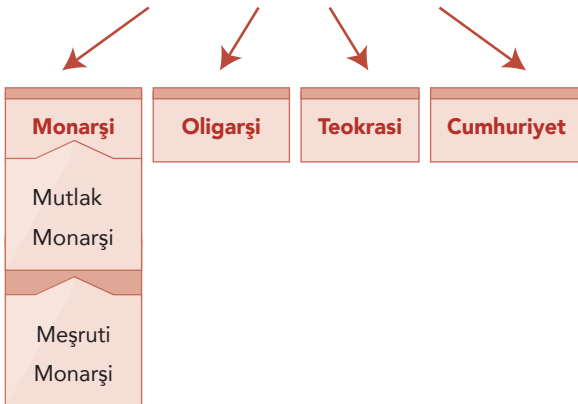 Monarşi
Oligarşi
Teokrasi
Cumhuriyet
Mutlak
Monarşi
Meşruti
Monarşi